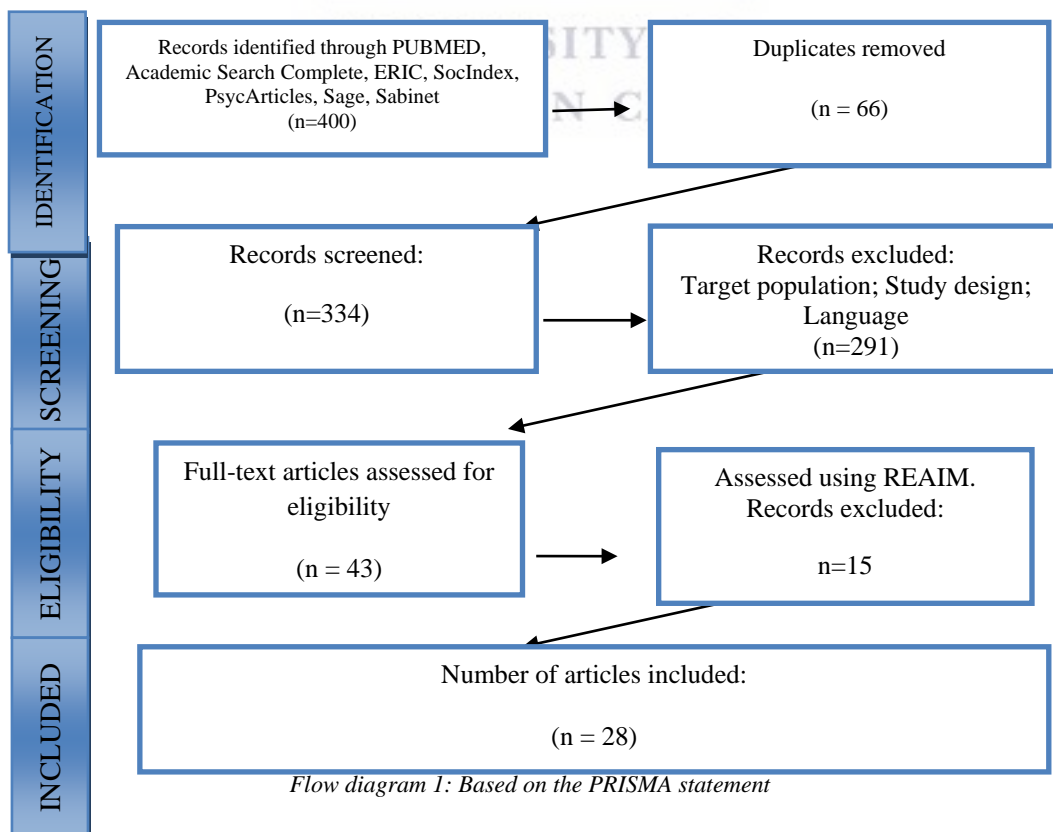 SITY
N C
IDENTIFICATION
Records identified through PUBMED,
Academic Search Complete, ERIC, SocIndex,
PsycArticles, Sage, Sabinet
(n=400)
Duplicates removed
(n = 66)
SCREENING
Records screened:
(n=334)
Records excluded:
Target population; Study design;
Language
(n=291)
ELIGIBILITY
Full-text articles assessed for
eligibility
(n = 43)
Assessed using REAIM.
Records excluded:
n=15
INCLUDED
Number of articles included:
(n = 28)
Flow diagram 1: Based on the PRISMA statement